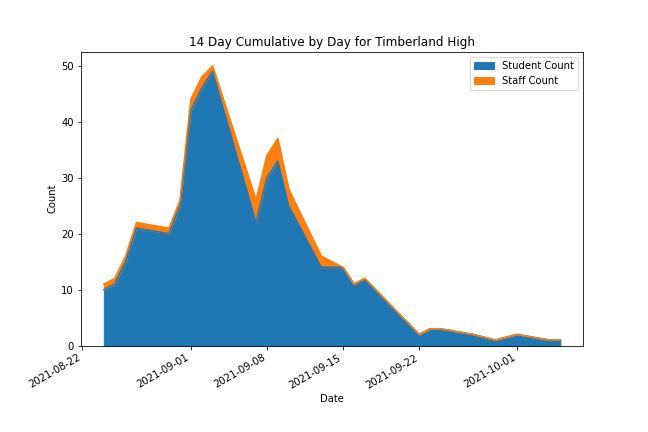 14 Day Cumulative by Day for Timberland High
Student Count
Staff Count
Count
50
40
30
20
10
0
2021-08-22
2021-09-01
2021-09-08
2021-09-15
2021-09-22
2021-10-01
Date